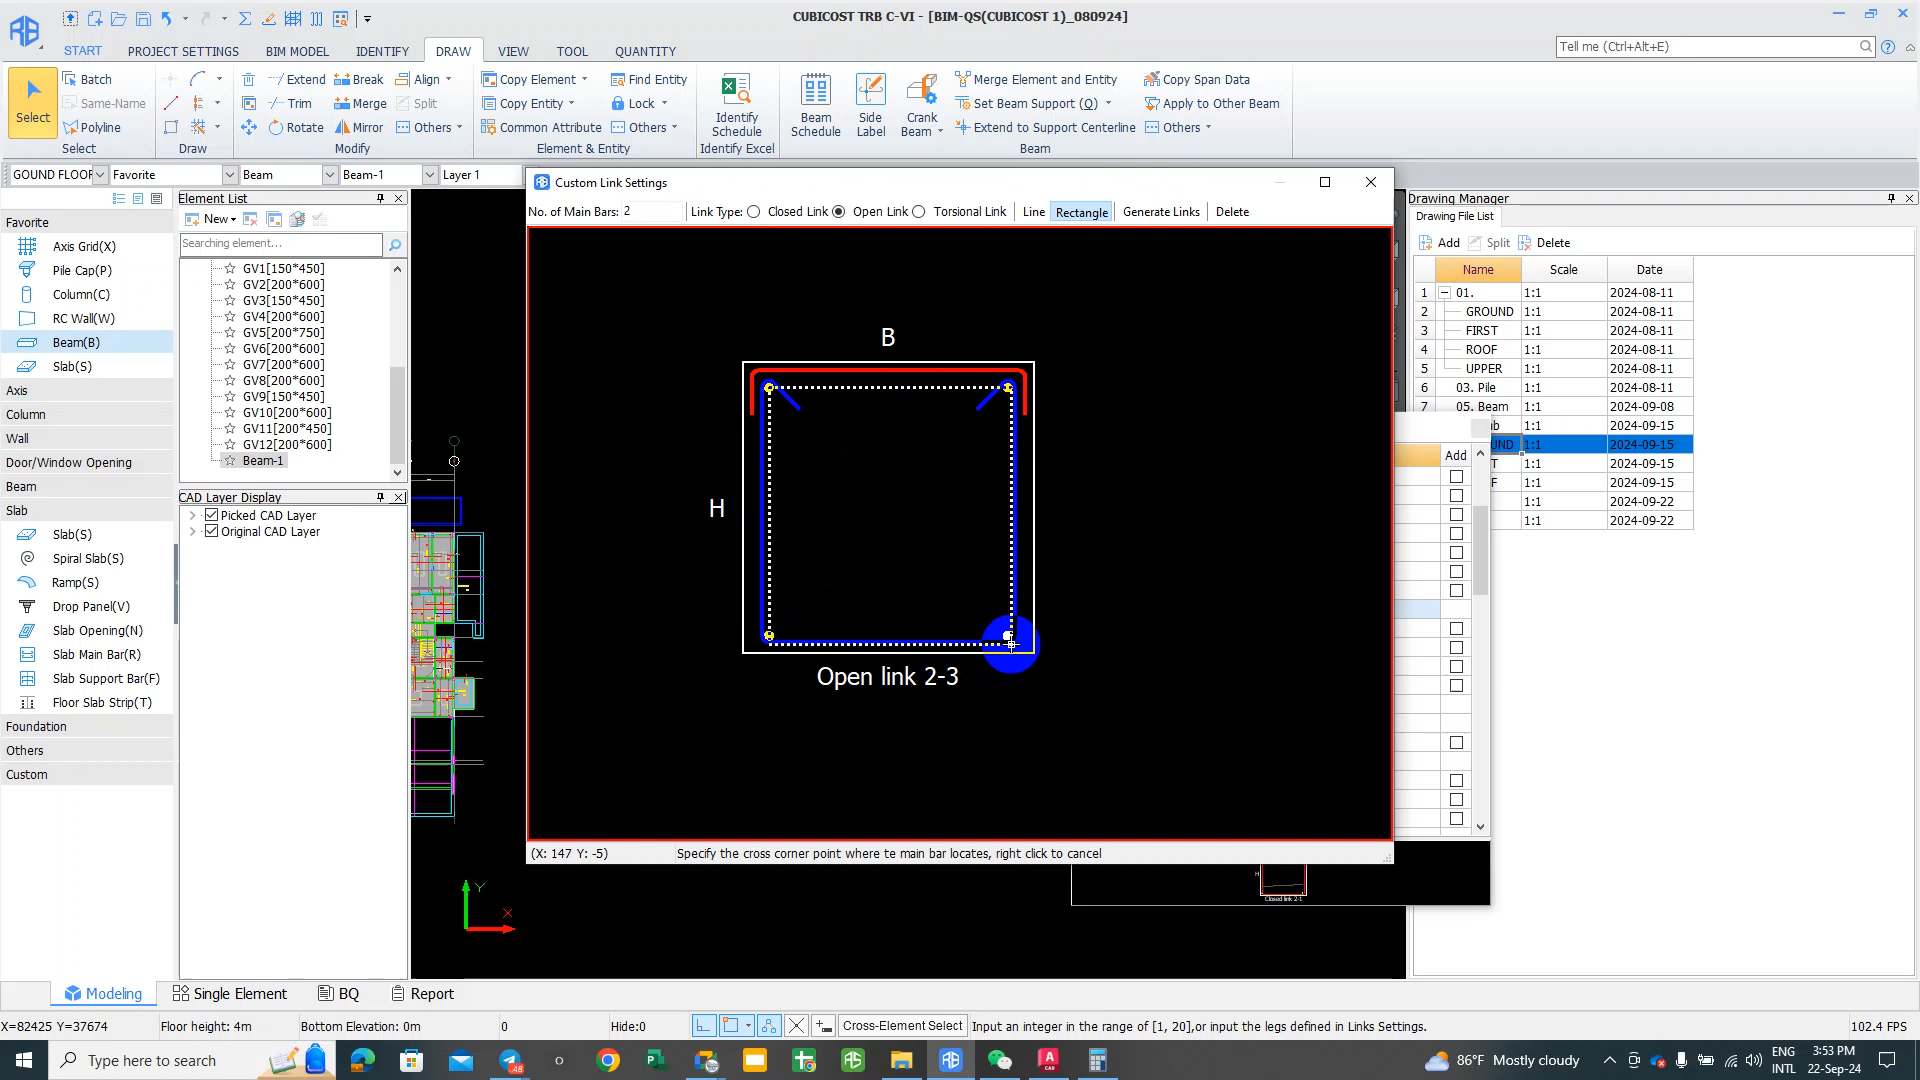 CUBICOST TRB C-VI - [BIM-QS(CUBICOST 1)_080924]
START PROJECT SETTINGS BIM MODEL IDENTIFY DRAW VIEW TOOL QUANTITY
Tell me (Ctrl+Alt+E)
Select
Batch
Same-Name
Polyline
Select
Draw
Extend Break Align
Trim Merge Split
Rotate Mirror Others
Modify
Copy Element Find Entity
Copy Entity Lock
Common Attribute Others
Element & Entity
Identify Schedule
Identify Excel
Beam Schedule
Side Label
Crank Beam
Merge Element and Entity Copy Span Data
Set Beam Support (Q) Apply to Other Beam
Extend to Support Centerline Others
Beam
GOUND FLOOR Favorite Beam Beam-1 Layer 1
Favorite
Axis Grid(X)
Pile Cap(P)
Column(C)
RC Wall(W)
Beam(B)
Slab(S)
Axis
Column
Wall
Door/Window Opening
Beam
Slab
Slab(S)
Spiral Slab(S)
Ramp(S)
Drop Panel(V)
Slab Opening(N)
Slab Main Bar(R)
Slab Support Bar(F)
Floor Slab Strip(T)
Foundation
Others
Custom
Element List
New
Searching element...
GV1[150*450]
GV2[200*600]
GV3[150*450]
GV4[200*600]
GV5[200*750]
GV6[200*600]
GV7[200*600]
GV8[200*600]
GV9[150*450]
GV10[200*600]
GV11[200*450]
GV12[200*600]
Beam-1
CAD Layer Display
Picked CAD Layer
Original CAD Layer
Custom Link Settings
No. of Main Bars: 2 Link Type: Closed Link Open Link Torsional Link Line Rectangle Generate Links Delete
B
H
Open link 2-3
(X: 147 Y: -5) Specify the cross corner point where te main bar locates, right click to cancel
Y
X
Add
H
Closed link 2-1
Drawing Manager
Drawing File List
Add Split Delete
Name Scale Date
1 01. 1:1 2024-08-11
2 GROUND 1:1 2024-08-11
3 FIRST 1:1 2024-08-11
4 ROOF 1:1 2024-08-11
5 UPPER 1:1 2024-08-11
6 03. Pile 1:1 2024-08-11
7 05. Beam 1:1 2024-09-08
ab 1:1 2024-09-15
UND 1:1 2024-09-15
T 1:1 2024-09-15
F 1:1 2024-09-15
1:1 2024-09-22
1:1 2024-09-22
Modeling Single Element BQ Report
X=82425 Y=37674 Floor height: 4m Bottom Elevation: 0m 0 Hide:0 Cross-Element Select Input an integer in the range of [1, 20],or input the legs defined in Links Settings. 102.4 FPS
Type here to search
48
86°F Mostly cloudy
ENG
INTL
3:53 PM
22-Sep-24